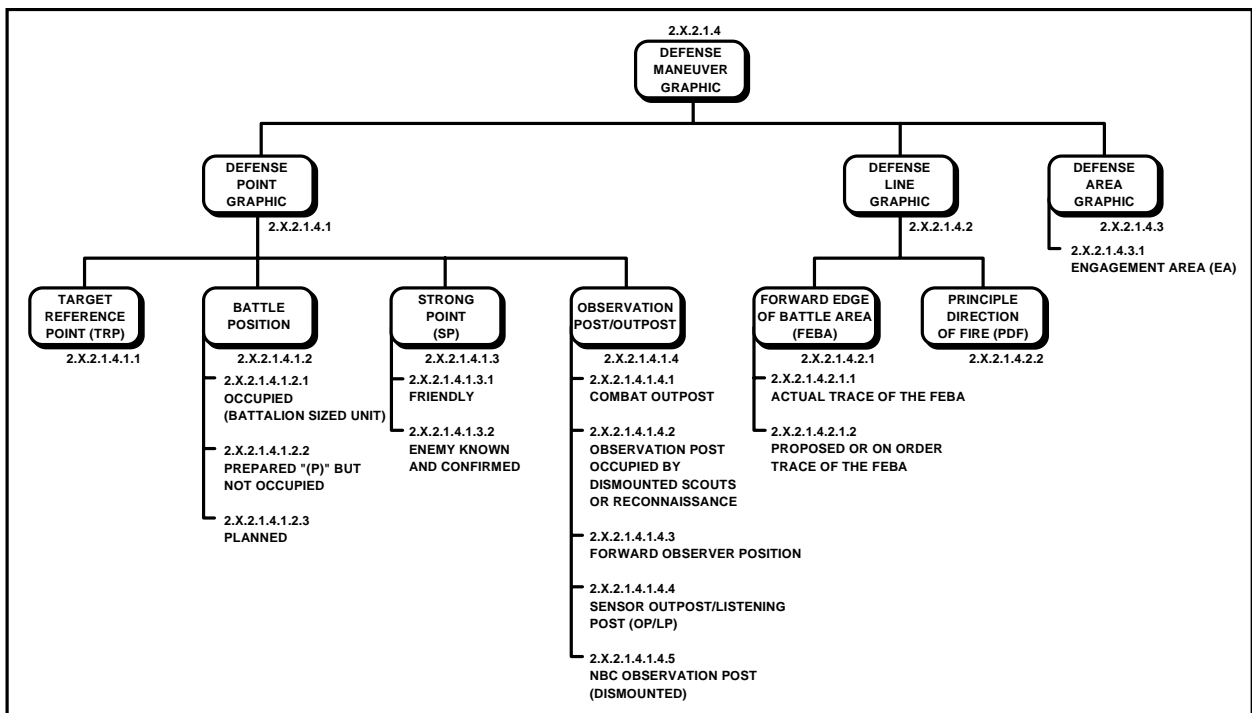 2.X.2.1.4
DEFENSE
MANEUVER
GRAPHIC
DEFENSE
POINT
GRAPHIC
2.X.2.1.4.1
DEFENSE
LINE
GRAPHIC
2.X.2.1.4.2
DEFENSE
AREA
GRAPHIC
2.X.2.1.4.3
2.X.2.1.4.3.1
ENGAGEMENT AREA (EA)
TARGET
REFERENCE
POINT (TRP)
2.X.2.1.4.1.1
BATTLE
POSITION
2.X.2.1.4.1.2
2.X.2.1.4.1.2.1
OCCUPIED
(BATTALION SIZED UNIT)
2.X.2.1.4.1.2.2
PREPARED "(P)" BUT
NOT OCCUPIED
2.X.2.1.4.1.2.3
PLANNED
STRONG
POINT
(SP)
2.X.2.1.4.1.3
2.X.2.1.4.1.3.1
FRIENDLY
2.X.2.1.4.1.3.2
ENEMY KNOWN
AND CONFIRMED
OBSERVATION
POST/OUTPOST
2.X.2.1.4.1.4
2.X.2.1.4.1.4.1
COMBAT OUTPOST
2.X.2.1.4.1.4.2
OBSERVATION POST
OCCUPIED BY
DISMOUNTED SCOUTS
OR RECONNAISSANCE
2.X.2.1.4.1.4.3
FORWARD OBSERVER POSITION
2.X.2.1.4.1.4.4
SENSOR OUTPOST/LISTENING
POST (OP/LP)
2.X.2.1.4.1.4.5
NBC OBSERVATION POST
(DISMOUNTED)
FORWARD EDGE
OF BATTLE AREA
(FEBA)
2.X.2.1.4.2.1
2.X.2.1.4.2.1.1
ACTUAL TRACE OF THE FEBA
2.X.2.1.4.2.1.2
PROPOSED OR ON ORDER
TRACE OF THE FEBA
PRINCIPLE
DIRECTION
OF FIRE (PDF)
2.X.2.1.4.2.2